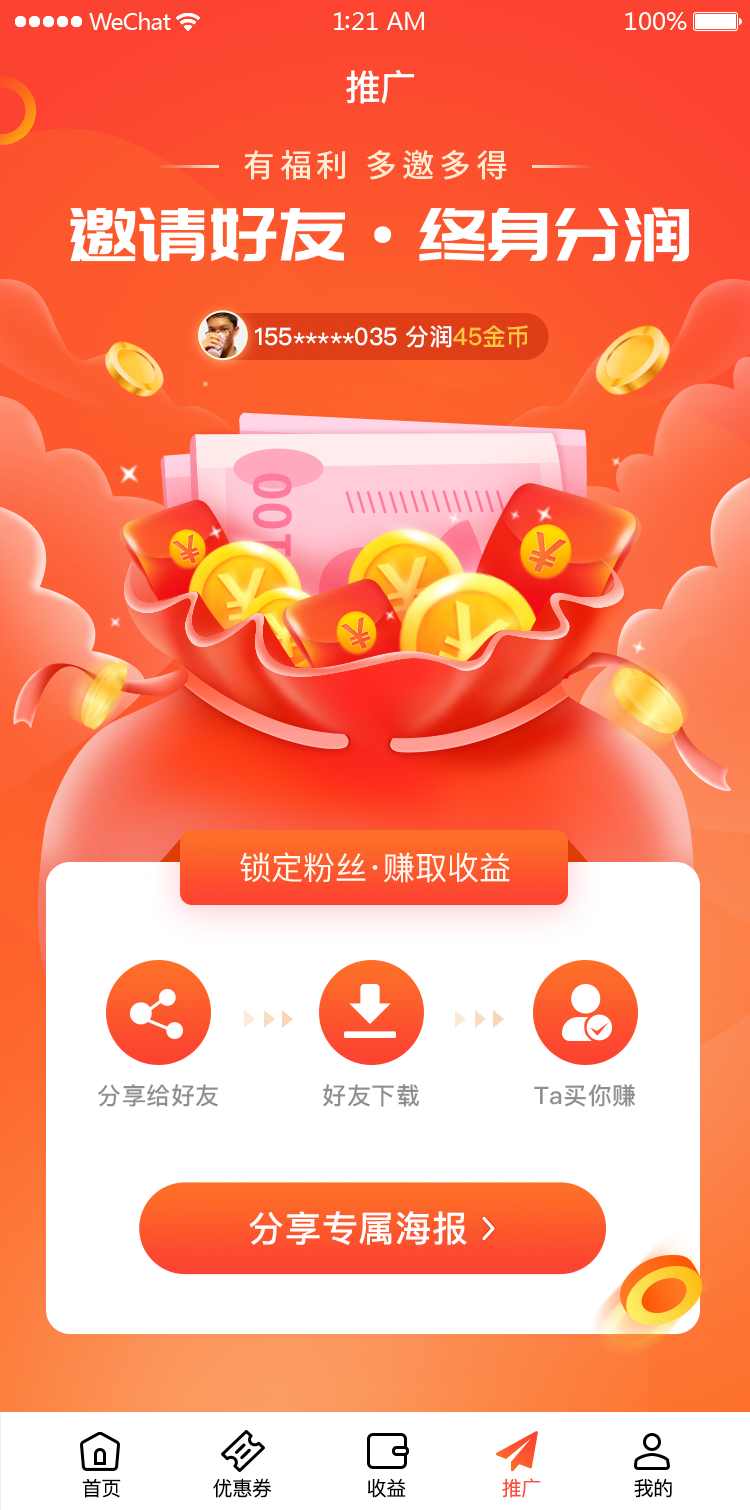 WeChat 1:21 AM 100%
推广
有福利 多邀多得
邀请好友·终身分润
155*****035 分润45金币
100
锁定粉丝·赚取收益
分享给好友 好友下载 Ta买你赚
分享专属海报
首页 优惠券 收益 推广 我的